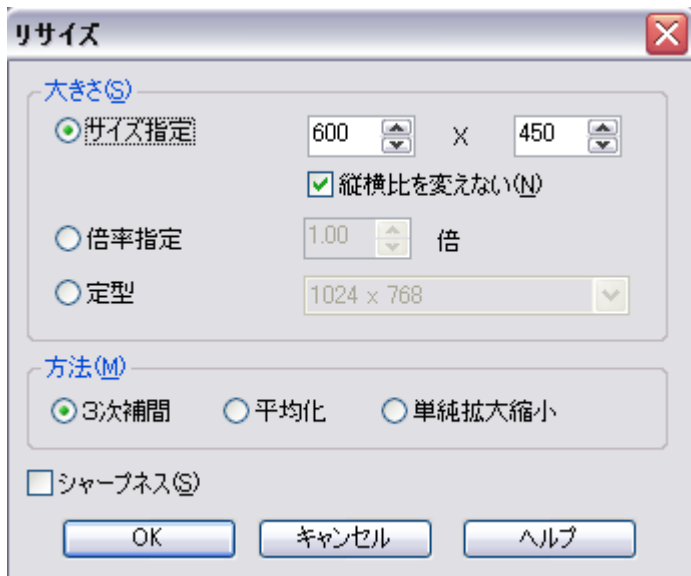 リサイズ
大きさ(S)
サイズ指定 600 X 450
縦横比を変えない(N)
倍率指定 1.00 倍
定型 1024 x 768
方法(M)
3次補間 平均化 単純拡大縮小
シャープネス(S)
OK キャンセル ヘルプ